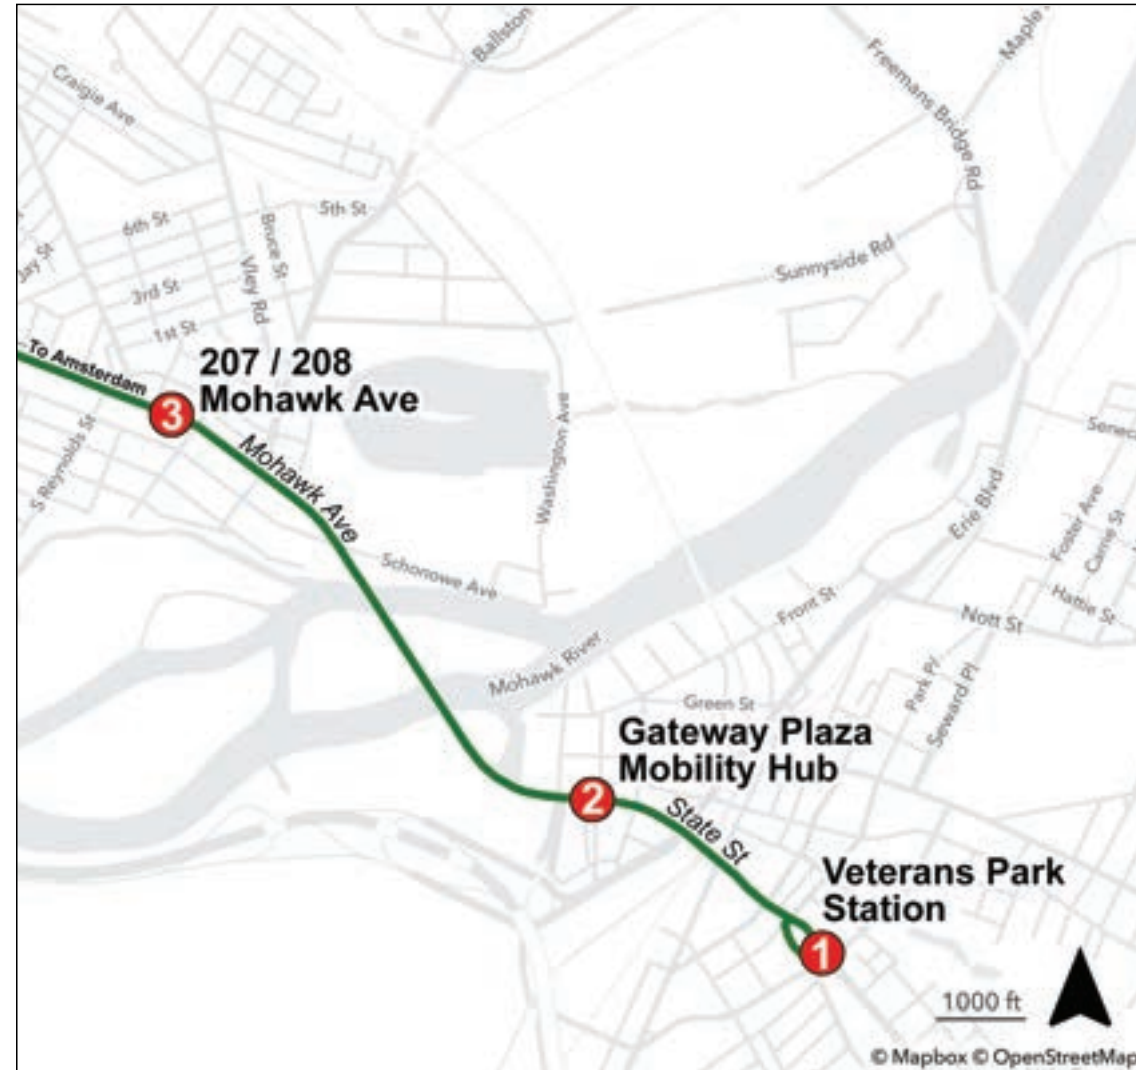 Ballston
Freemans Bridge Rd
Maple
Craigie Ave
6th St
5th St
Bruce St
Jay St
Vley Rd
3rd St
1st St
Sunnyside Rd
To Amsterdam
207 / 208
Mohawk Ave
3
S Reynolds St
Mohawk Ave
Washington Ave
Senec
Erie Blvd
Foster Ave
Schonowe Ave
Front St
Hattie St
Nott St
Mohawk River
Park Pl
Seward Pl
Green St
Gateway Plaza
Mobility Hub
2
State St
Veterans Park
Station
1
1000 ft
© Mapbox © OpenStreetMap